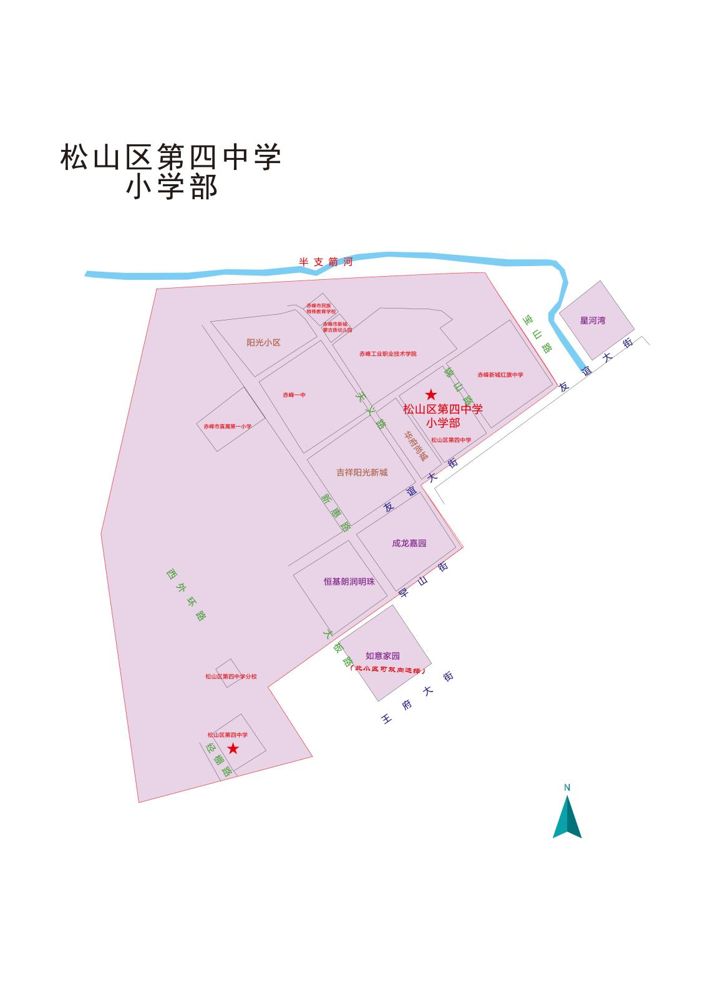 松山区第四中学
小学部
半支箭河
赤峰市民族
特殊教育学校
赤峰市新城
蒙古族幼儿园
宝山路
星河湾
阳光小区
赤峰工业职业技术学院
友谊大街
锦山路
赤峰新城红旗中学
赤峰一中
天义路
松山区第四中学
小学部
赤峰市直属第一小学
华府尚城
松山区第四中学
吉祥阳光新城
友谊大街
新惠路
成龙嘉园
西外环路
恒基朗润明珠
罕山街
大板路
如意家园
(此小区可双向选择)
松山区第四中学分校
王府大街
松山区第四中学
经棚路
N